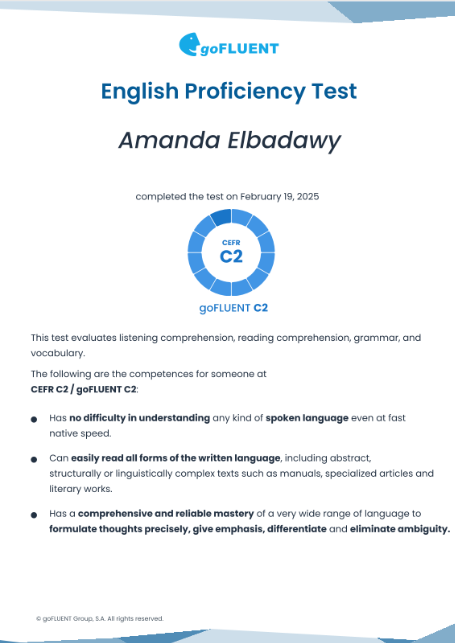 goFLUENT
English Proficiency Test
Amanda Elbadawy
completed the test on February 19, 2025
CEFR
C2
goFLUENT C2
This test evaluates listening comprehension, reading comprehension, grammar, and
vocabulary.
The following are the competences for someone at
CEFR C2 / goFLUENT C2:
● Has no difficulty in understanding any kind of spoken language even at fast
native speed.
● Can easily read all forms of the written language, including abstract,
structurally or linguistically complex texts such as manuals, specialized articles and
literary works.
● Has a comprehensive and reliable mastery of a very wide range of language to
formulate thoughts precisely, give emphasis, differentiate and eliminate ambiguity.
© goFLUENT Group, S.A. All rights reserved.